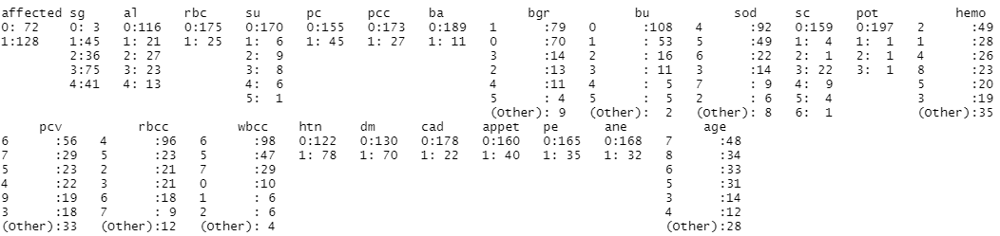 affected sg al rbc su pc pcc ba bgr bu sod sc pot hemo
0: 72 0: 3 0:116 0:175 0:170 0:155 0:173 0:189 1 :79 0 :108 4 :92 0:159 0:197 2 :49
1:128 1:45 1: 21 1: 25 1: 6 1: 45 1: 27 1: 11 0 :70 1 : 53 5 :49 1: 4 1: 1 1 :28
2:36 2: 27 2: 9 3 :14 2 : 16 6 :22 2: 1 2: 1 4 :26
3:75 3: 23 3: 8 2 :13 3 : 11 3 :14 3: 22 3: 1 8 :23
4:41 4: 13 4: 6 4 :11 4 : 5 7 : 9 4: 9 5 :20
5: 1 5 : 4 5 : 5 2 : 6 5: 4 3 :19
(Other): 9 (Other): 2 (Other): 8 6: 1 (Other):35
pcv rbcc wbcc htn dm cad appet pe ane age
6 :56 4 :96 6 :98 0:122 0:130 0:178 0:160 0:165 0:168 7 :48
7 :29 5 :23 5 :47 1: 78 1: 70 1: 22 1: 40 1: 35 1: 32 8 :34
5 :23 2 :21 7 :29 6 :33
4 :22 3 :21 0 :10 5 :31
9 :19 6 :18 1 : 6 3 :14
3 :18 7 : 9 2 : 6 4 :12
(Other):33 (Other):12 (Other): 4 (Other):28